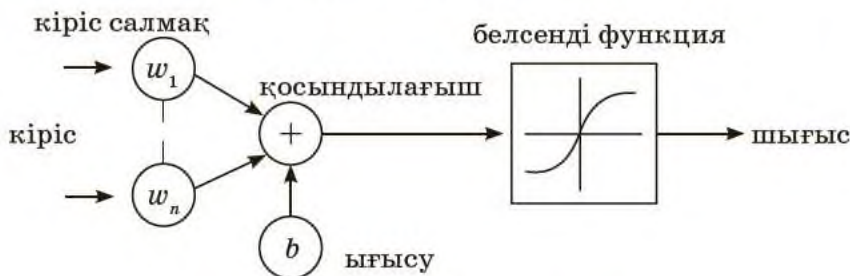 кіріс салмақ
белсенді функция
w1
қосындылағыш
кіріс
+
шығыс
wn
b
ығысу